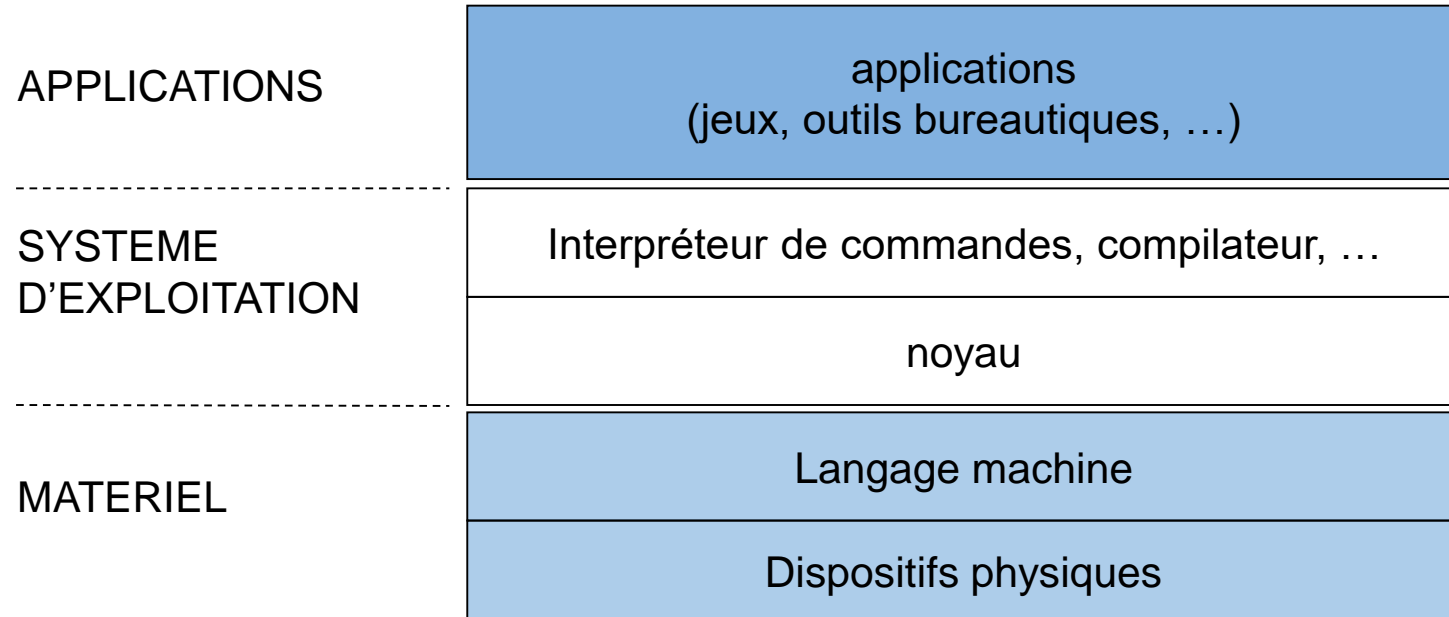 APPLICATIONS
applications
(jeux, outils bureautiques, …)
SYSTEME
D’EXPLOITATION
Interpréteur de commandes, compilateur, …
noyau
MATERIEL
Langage machine
Dispositifs physiques